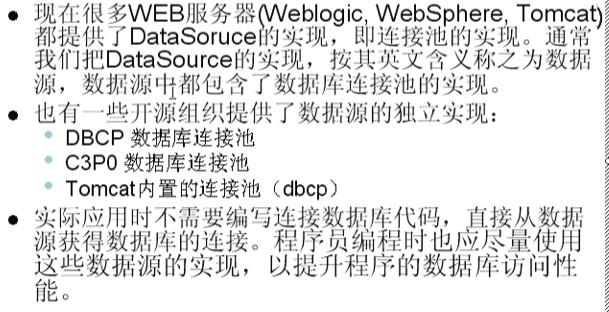 现在很多WEB服务器(Weblogic, WebSphere, Tomcat)
都提供了DataSoruce的实现，即连接池的实现。通常
我们把DataSource的实现，按其英文含义称之为数据
源，数据源中都包含了数据库连接池的实现。
也有一些开源组织提供了数据源的独立实现：
DBCP 数据库连接池
C3P0 数据库连接池
Tomcat内置的连接池（dbcp）
实际应用时不需要编写连接数据库代码，直接从数据
源获得数据库的连接。程序员编程时也应尽量使用
这些数据源的实现，以提升程序的数据库访问性
能。